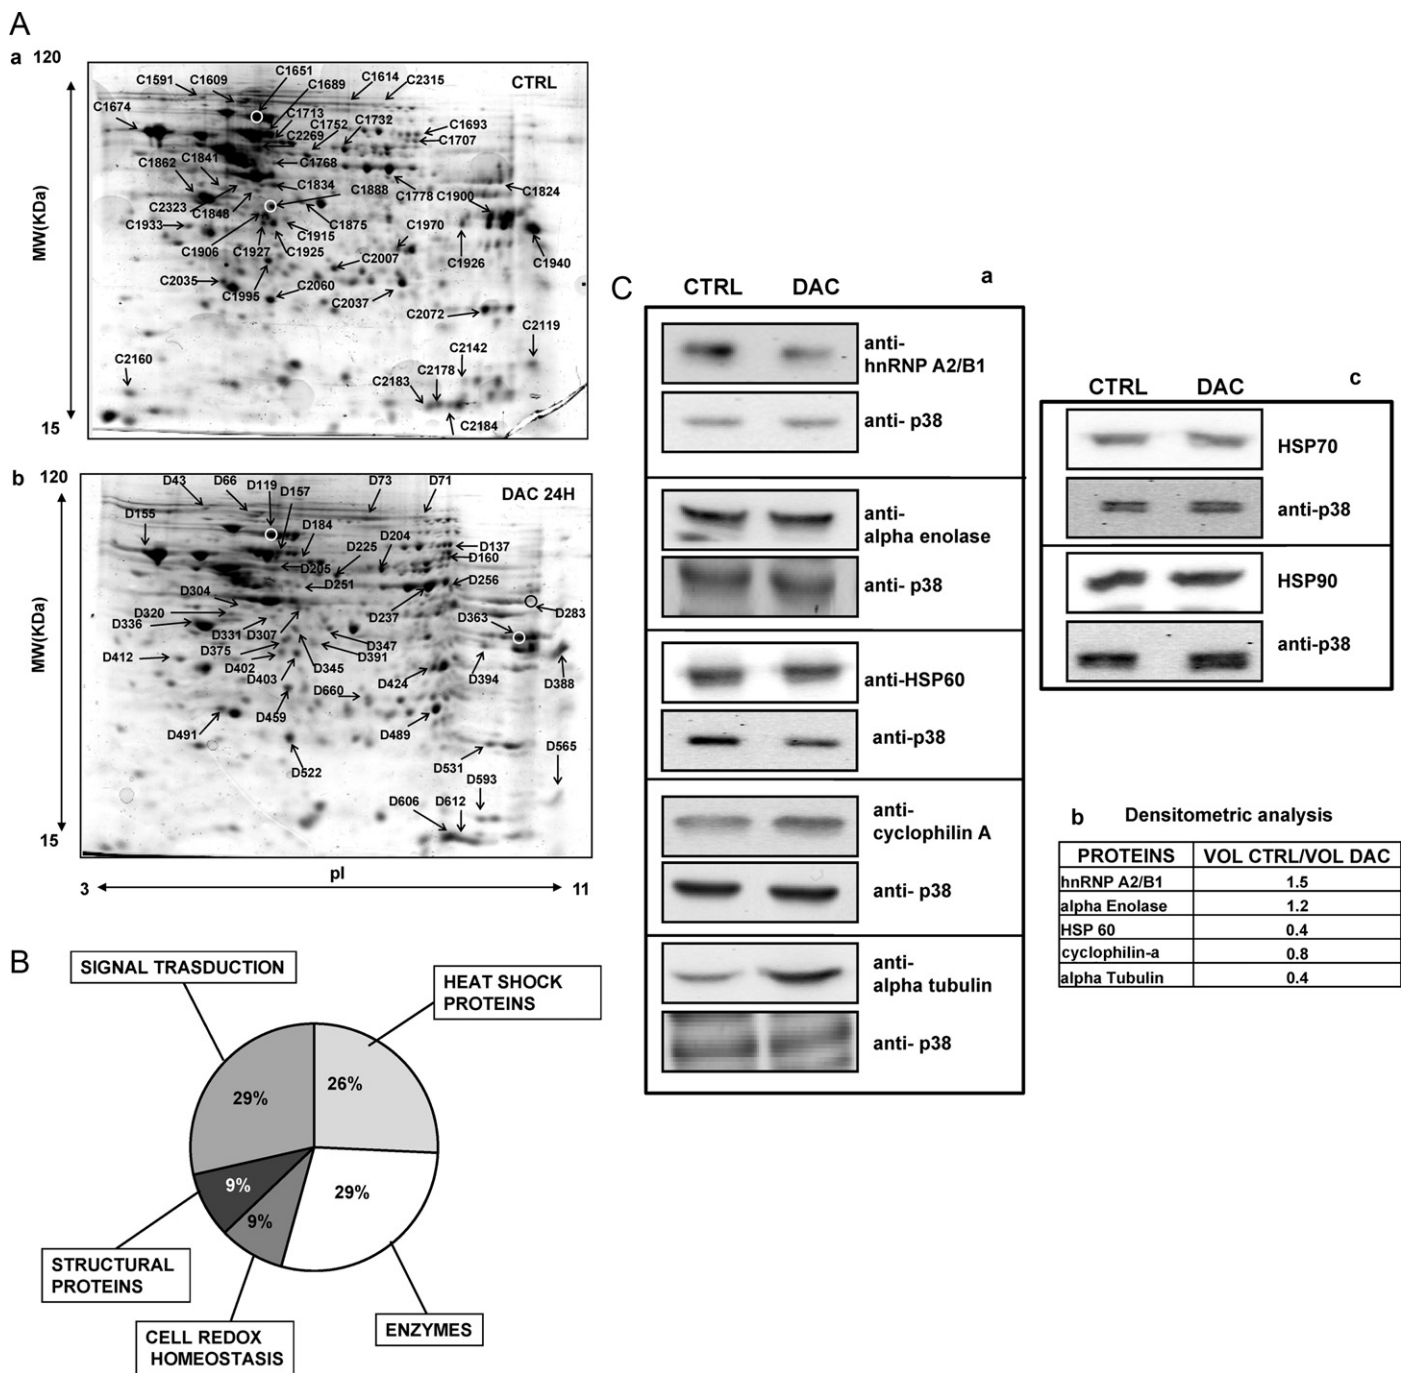 A
a
120
CTRL
C1651
C1609
C1591
C1689
C1614
C2315
C1674
C1713
C1752
C1732
C1693
C2269
C1707
C1841
C1862
C1768
C1834
C1888
C1778
C1900
C1824
C2323
C1848
C1933
C1875
C1915
C1970
C1906
C1927
C1925
C2007
C1926
C1940
C2035
C1995
C2060
C2037
C2072
C2119
C2142
C2160
C2178
C2183
C2184
MW(KDa)
15
b
120
DAC 24H
D43
D66
D119
D157
D73
D71
D155
D184
D204
D225
D137
D160
D205
D251
D256
D304
D320
D336
D237
D363
D283
D331
D307
D347
D375
D391
D345
D412
D402
D403
D424
D394
D388
D660
D459
D491
D489
D522
D531
D565
D593
D606
D612
MW(KDa)
15
pI
3
11
B
SIGNAL TRASDUCTION
HEAT SHOCK
PROTEINS
26%
29%
29%
9%
9%
STRUCTURAL
PROTEINS
CELL REDOX
HOMEOSTASIS
ENZYMES
C
CTRL
DAC
a
anti-
hnRNP A2/B1
anti- p38
anti-
alpha enolase
anti- p38
anti-HSP60
anti-p38
anti-
cyclophilin A
anti- p38
anti-
alpha tubulin
anti- p38
c
CTRL
DAC
HSP70
anti-p38
HSP90
anti-p38
b
Densitometric analysis
PROTEINS VOL CTRL/VOL DAC
hnRNP A2/B1 1.5
alpha Enolase 1.2
HSP 60 0.4
cyclophilin-a 0.8
alpha Tubulin 0.4